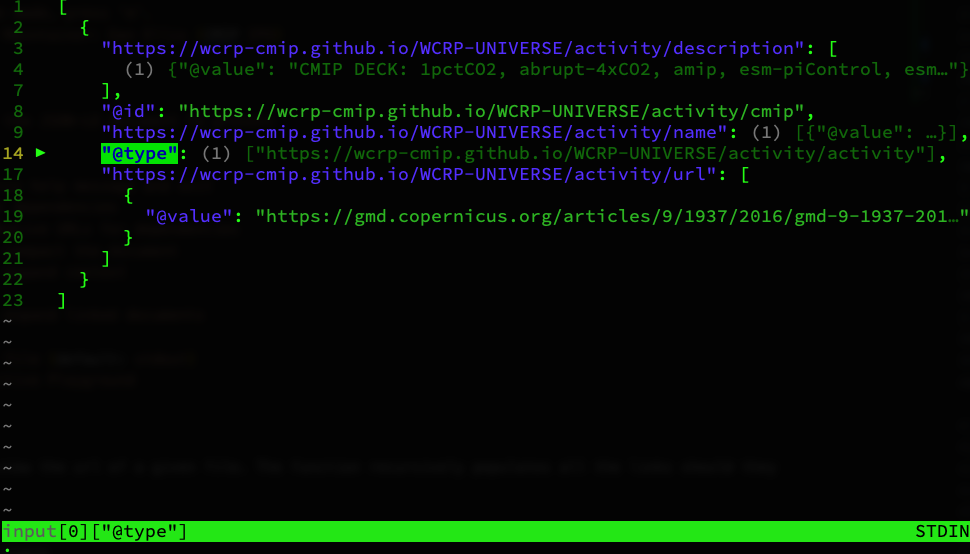 1 [
2 {
3 "https://wcrp-cmip.github.io/WCRP-UNIVERSE/activity/description": [
4 (1) {"@value": "CMIP DECK: 1pctCO2, abrupt-4xCO2, amip, esm-piControl, esm…"}
7 ],
8 "@id": "https://wcrp-cmip.github.io/WCRP-UNIVERSE/activity/cmip",
9 "https://wcrp-cmip.github.io/WCRP-UNIVERSE/activity/name": (1) [{"@value": …}],
14 ► "@type": (1) ["https://wcrp-cmip.github.io/WCRP-UNIVERSE/activity/activity"],
17 "https://wcrp-cmip.github.io/WCRP-UNIVERSE/activity/url": [
18 {
19 "@value": "https://gmd.copernicus.org/articles/9/1937/2016/gmd-9-1937-201…"
20 }
21 ]
22 }
23 ]
~
~
~
~
~
~
~
~
~
~
input[0]["@type"] STDIN
: